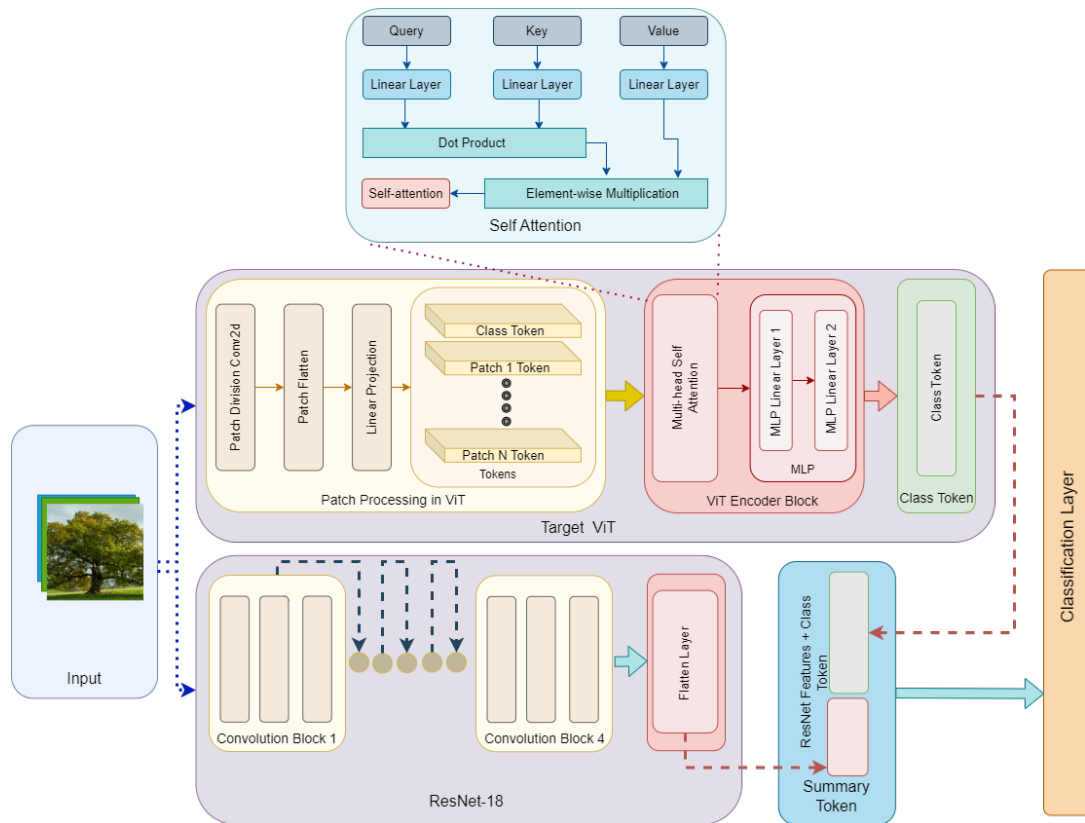 Query
Key
Value
Linear Layer
Linear Layer
Linear Layer
Dot Product
Self-attention
Element-wise Multiplication
Self Attention
Patch Division Conv2d
Patch Flatten
Linear Projection
Class Token
Patch 1 Token
Patch N Token
Tokens
Patch Processing in ViT
Multi-head Self
Attention
MLP Linear Layer 1
MLP Linear Layer 2
MLP
ViT Encoder Block
Class Token
Class Token
Target ViT
Classification Layer
Input
Convolution Block 1
Convolution Block 4
Flatten Layer
ResNet-18
ResNet Features + Class
Token
Summary
Token